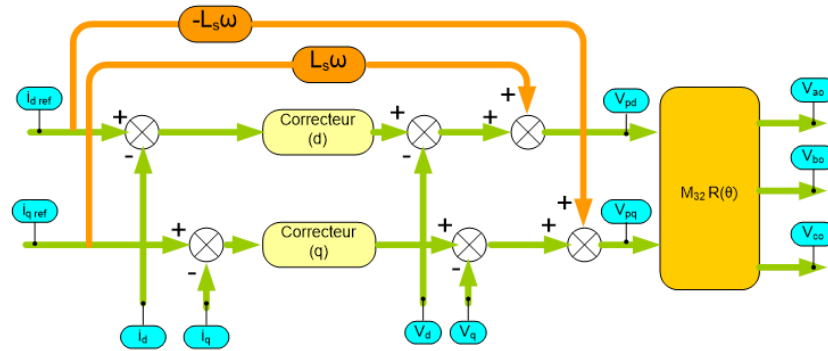 -Lsω
Lsω
id ref
+
-
Correcteur
(d)
+
-
+
+
Vpd
Vao
M32 R(θ)
Vbo
iq ref
+
-
Correcteur
(q)
+
-
+
+
Vpq
Vco
id
iq
Vd
Vq